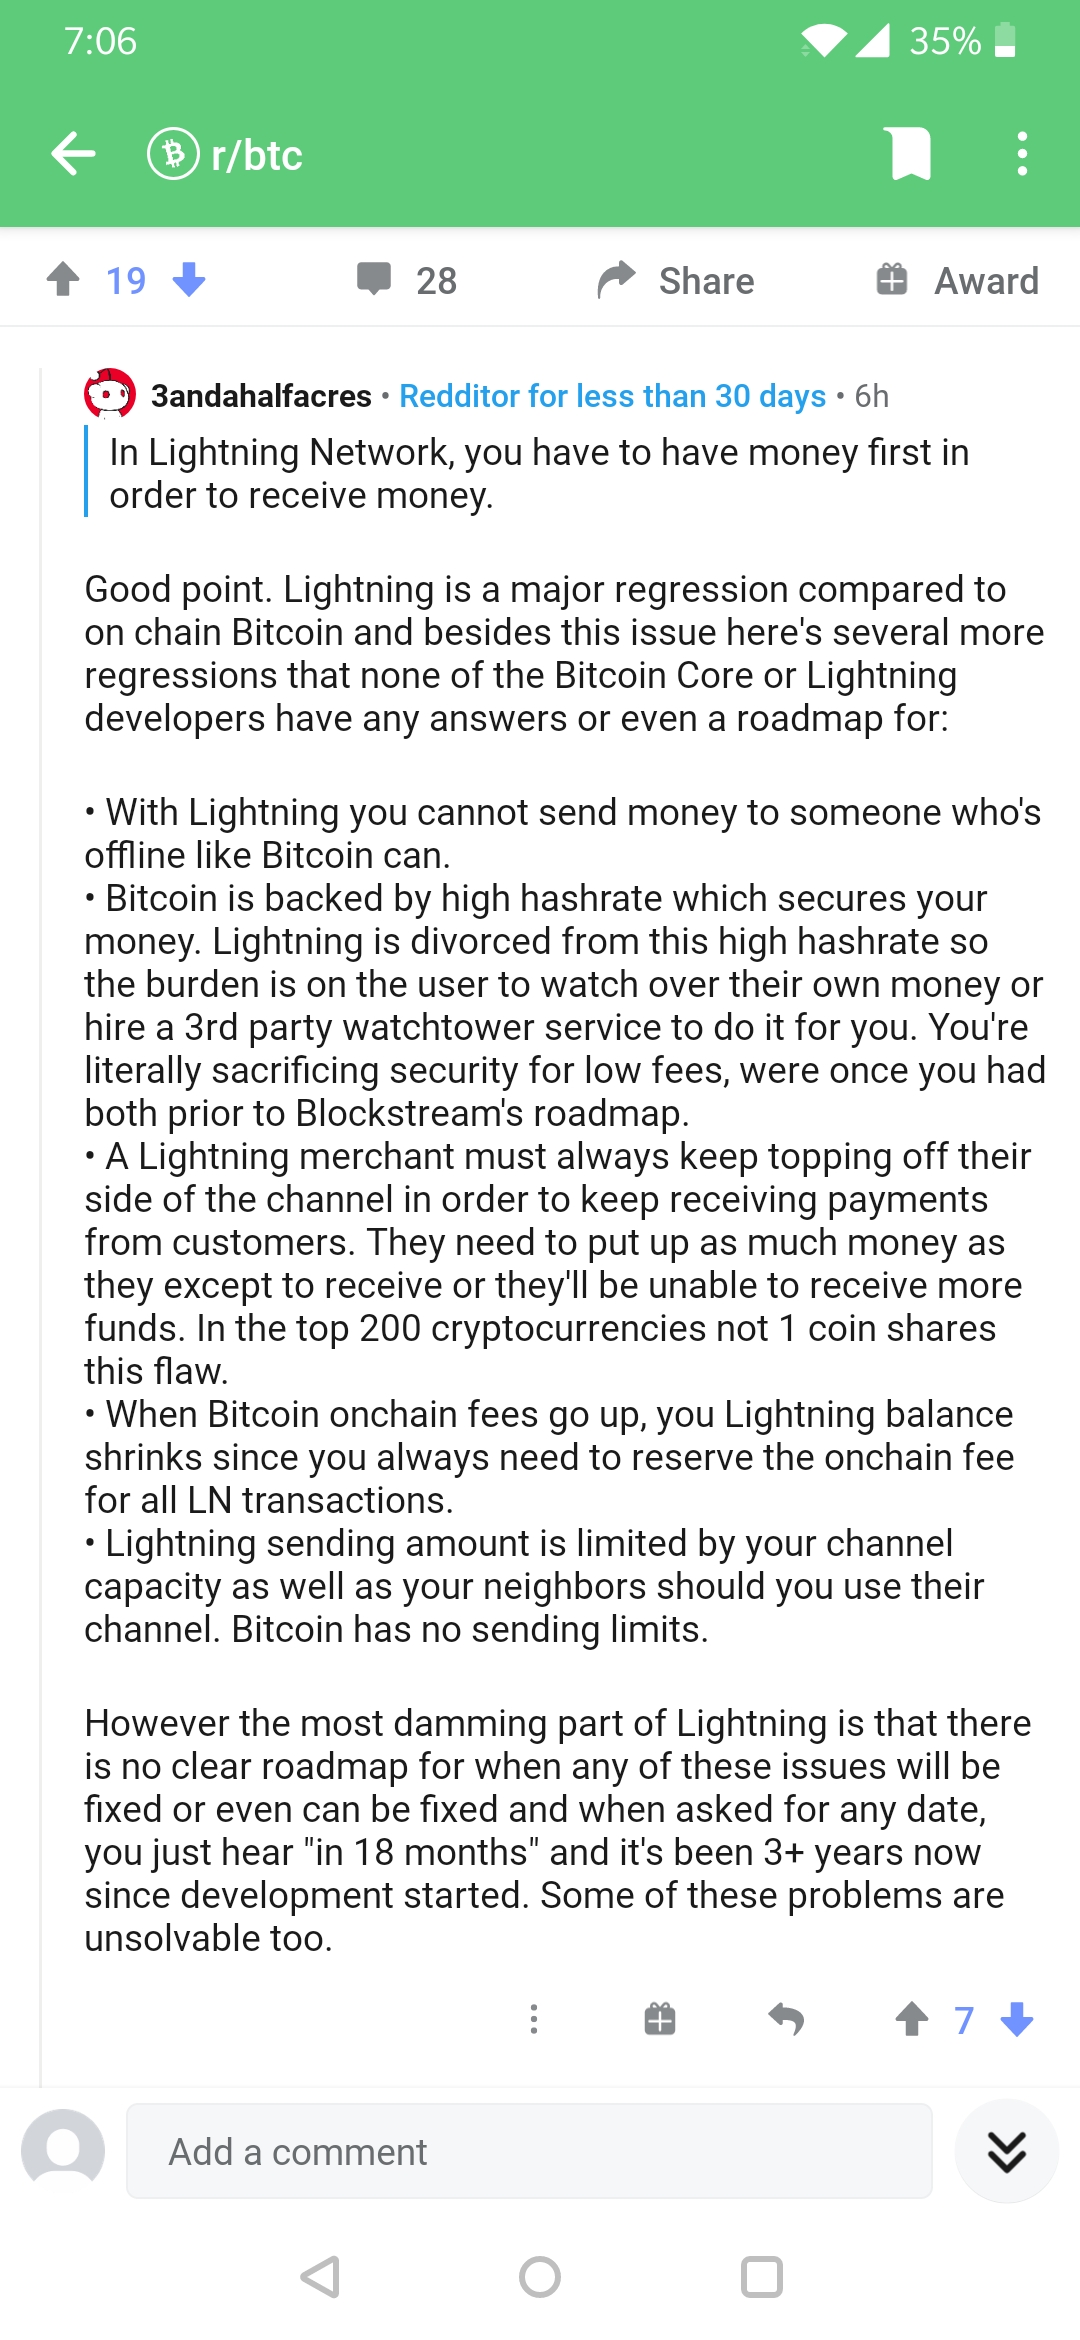 7:06
35%
r/btc
19
28
Share
Award
3andahalfacres • Redditor for less than 30 days • 6h
In Lightning Network, you have to have money first in
order to receive money.
Good point. Lightning is a major regression compared to
on chain Bitcoin and besides this issue here's several more
regressions that none of the Bitcoin Core or Lightning
developers have any answers or even a roadmap for:
• With Lightning you cannot send money to someone who's
offline like Bitcoin can.
• Bitcoin is backed by high hashrate which secures your
money. Lightning is divorced from this high hashrate so
the burden is on the user to watch over their own money or
hire a 3rd party watchtower service to do it for you. You're
literally sacrificing security for low fees, were once you had
both prior to Blockstream's roadmap.
• A Lightning merchant must always keep topping off their
side of the channel in order to keep receiving payments
from customers. They need to put up as much money as
they except to receive or they'll be unable to receive more
funds. In the top 200 cryptocurrencies not 1 coin shares
this flaw.
• When Bitcoin onchain fees go up, you Lightning balance
shrinks since you always need to reserve the onchain fee
for all LN transactions.
• Lightning sending amount is limited by your channel
capacity as well as your neighbors should you use their
channel. Bitcoin has no sending limits.
However the most damming part of Lightning is that there
is no clear roadmap for when any of these issues will be
fixed or even can be fixed and when asked for any date,
you just hear "in 18 months" and it's been 3+ years now
since development started. Some of these problems are
unsolvable too.
7
Add a comment